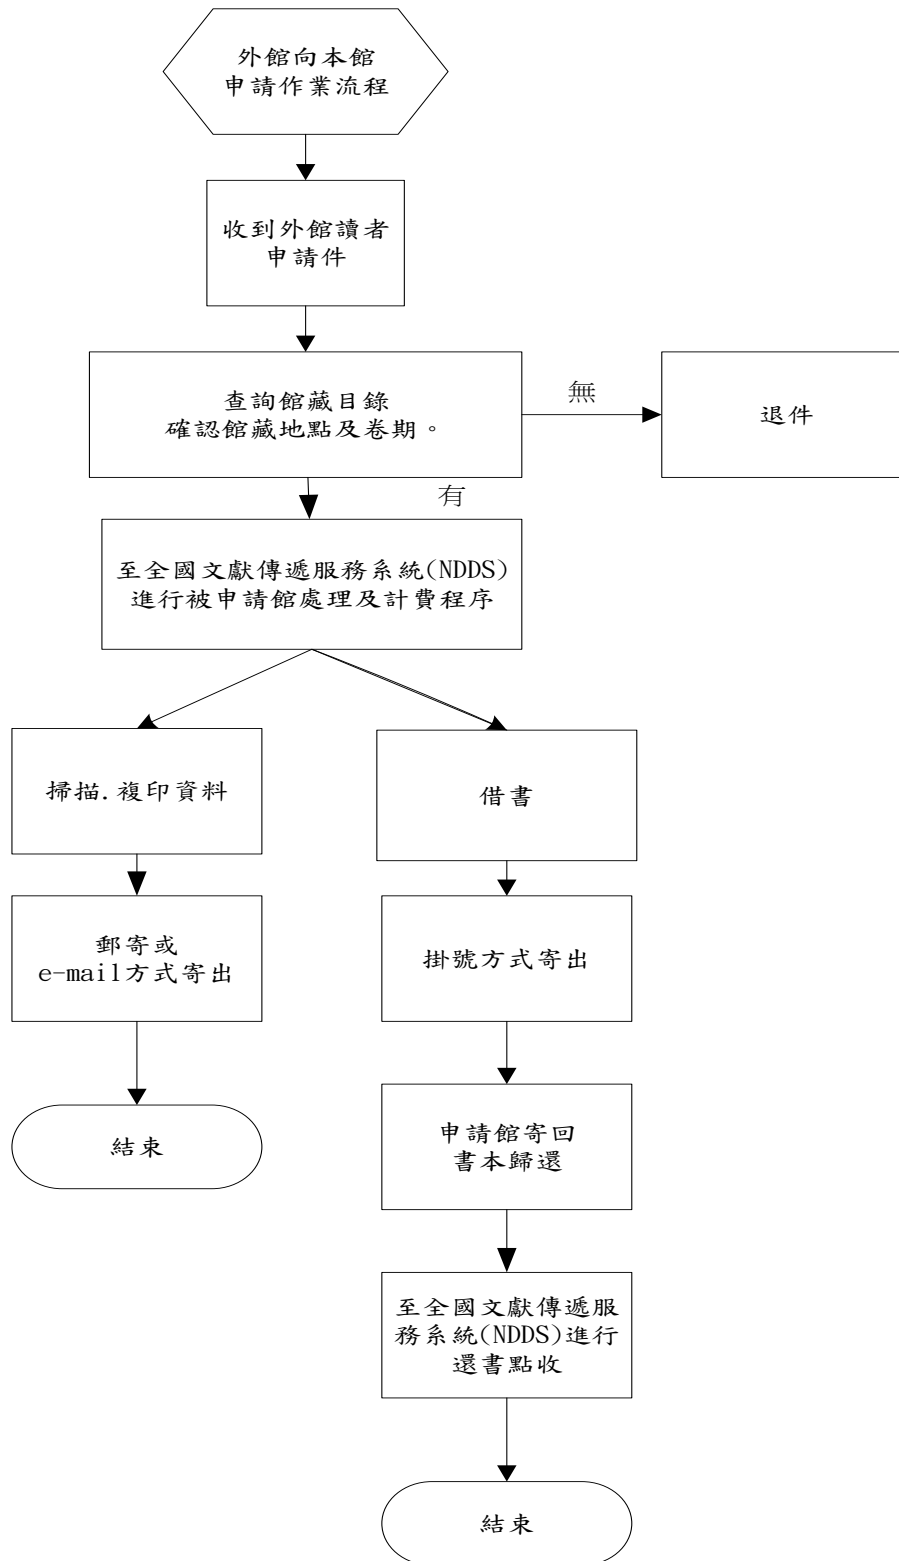 外館向本館
申請作業流程
收到外館讀者
申請件
查詢館藏目錄
確認館藏地點及卷期。
無
退件
有
至全國文獻傳遞服務系統(NDDS)
進行被申請館處理及計費程序
掃描.複印資料
借書
郵寄或
e-mail方式寄出
掛號方式寄出
結束
申請館寄回
書本歸還
至全國文獻傳遞服
務系統(NDDS)進行
還書點收
結束